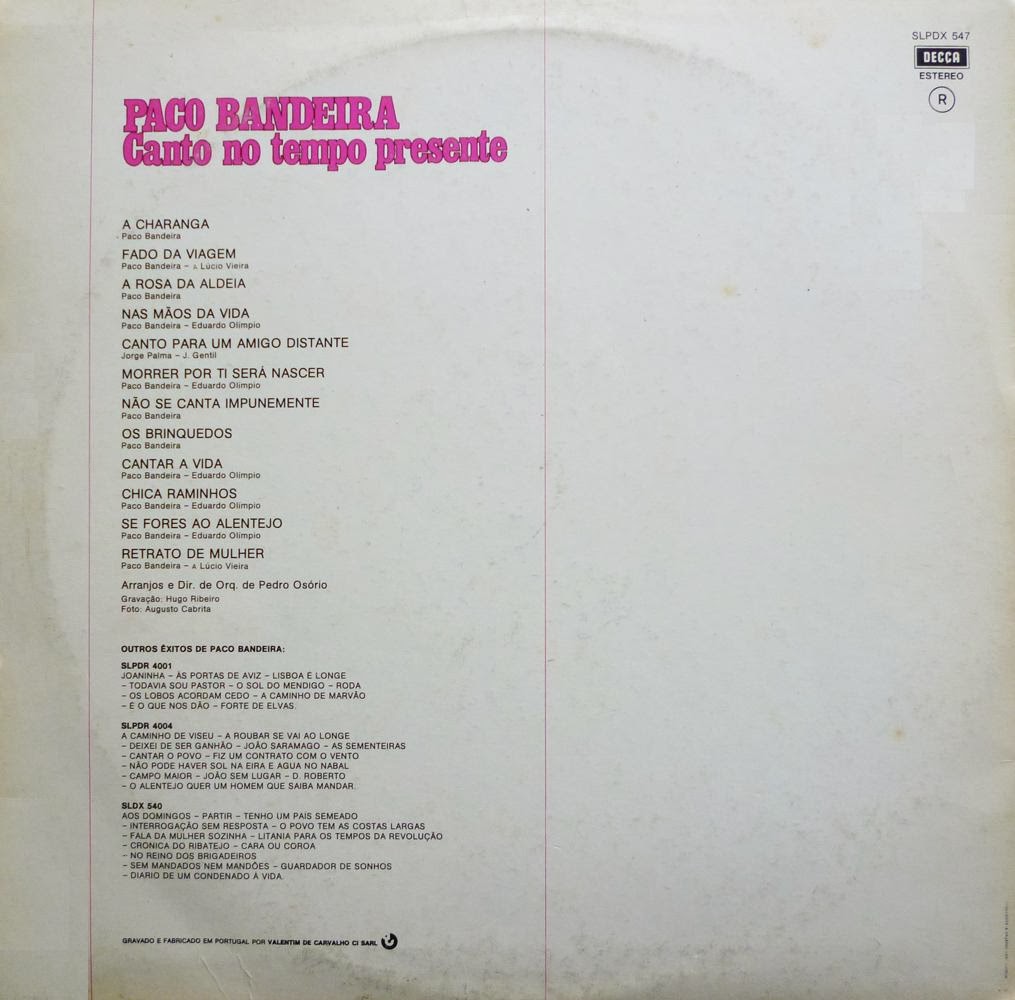 SLPDX 547
DECCA
ESTEREO
R
PACO BANDEIRA
Canto no tempo presente
A CHARANGA
Paco Bandeira
FADO DA VIAGEM
Paco Bandeira – A. Lúcio Vieira
A ROSA DA ALDEIA
Paco Bandeira
NAS MÃOS DA VIDA
Paco Bandeira – Eduardo Olímpio
CANTO PARA UM AMIGO DISTANTE
Jorge Palma – J. Gentil
MORRER POR TI SERÁ NASCER
Paco Bandeira – Eduardo Olímpio
NÃO SE CANTA IMPUNEMENTE
Paco Bandeira
OS BRINQUEDOS
Paco Bandeira
CANTAR A VIDA
Paco Bandeira – Eduardo Olímpio
CHICA RAMINHOS
Paco Bandeira – Eduardo Olímpio
SE FORES AO ALENTEJO
Paco Bandeira – Eduardo Olímpio
RETRATO DE MULHER
Paco Bandeira – A. Lúcio Vieira
Arranjos e Dir. de Orq. de Pedro Osório
Gravação: Hugo Ribeiro
Foto: Augusto Cabrita
OUTROS ÊXITOS DE PACO BANDEIRA:
SLPDR 4001
JOANINHA – ÀS PORTAS DE AVIZ – LISBOA É LONGE
– TODAVIA SOU PASTOR – O SOL DO MENDIGO – RODA
– OS LOBOS ACORDAM CEDO – A CAMINHO DE MARVÃO
– É O QUE NOS DÃO – FORTE DE ELVAS.
SLPDR 4004
A CAMINHO DE VISEU – A ROUBAR SE VAI AO LONGE
– DEIXEI DE SER GANHÃO – JOÃO SARAMAGO – AS SEMENTEIRAS
– CANTAR O POVO – FIZ UM CONTRATO COM O VENTO
– NÃO PODE HAVER SOL NA EIRA E AGUA NO NABAL
– CAMPO MAIOR – JOÃO SEM LUGAR – D. ROBERTO
– O ALENTEJO QUER UM HOMEM QUE SAIBA MANDAR.
SLDX 540
AOS DOMINGOS – PARTIR – TENHO UM PAÍS SEMEADO
– INTERROGAÇÃO SEM RESPOSTA – O POVO TEM AS COSTAS LARGAS
– FALA DA MULHER SOZINHA – LITANIA PARA OS TEMPOS DA REVOLUÇÃO
– CRONICA DO RIBATEJO – CARA OU COROA
– NO REINO DOS BRIGADEIROS
– SEM MANDADOS NEM MANDÕES – GUARDADOR DE SONHOS
– DIARIO DE UM CONDENADO À VIDA.
GRAVADO E FABRICADO EM PORTUGAL POR VALENTIM DE CARVALHO CI SARL